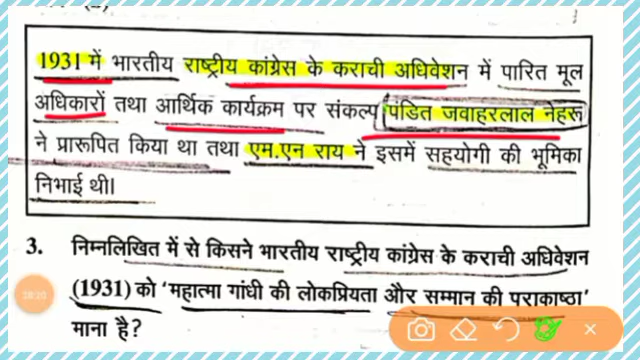 1931 में भारतीय राष्ट्रीय कांग्रेस के कराची अधिवेशन में पारित मूल
अधिकारों तथा आर्थिक कार्यक्रम पर संकल्प पंडित जवाहरलाल नेहरू
ने प्रारूपित किया था तथा एम.एन राय ने इसमें सहयोगी की भूमिका
निभाई थी।
3. निम्नलिखित में से किसने भारतीय राष्ट्रीय कांग्रेस के कराची अधिवेशन
(1931) को 'महात्मा गांधी की लोकप्रियता और सम्मान की पराकाष्ठा'
माना है?